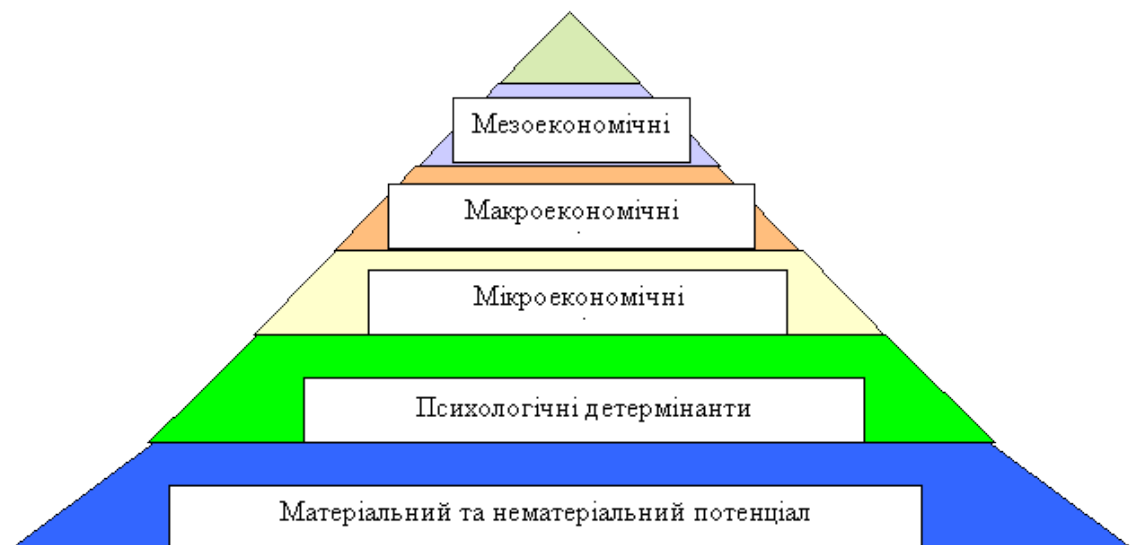 Мезоекономічні
Макроекономічні
Мікроекономічні
Психологічні детермінанти
Матеріальний та нематеріальний потенціал